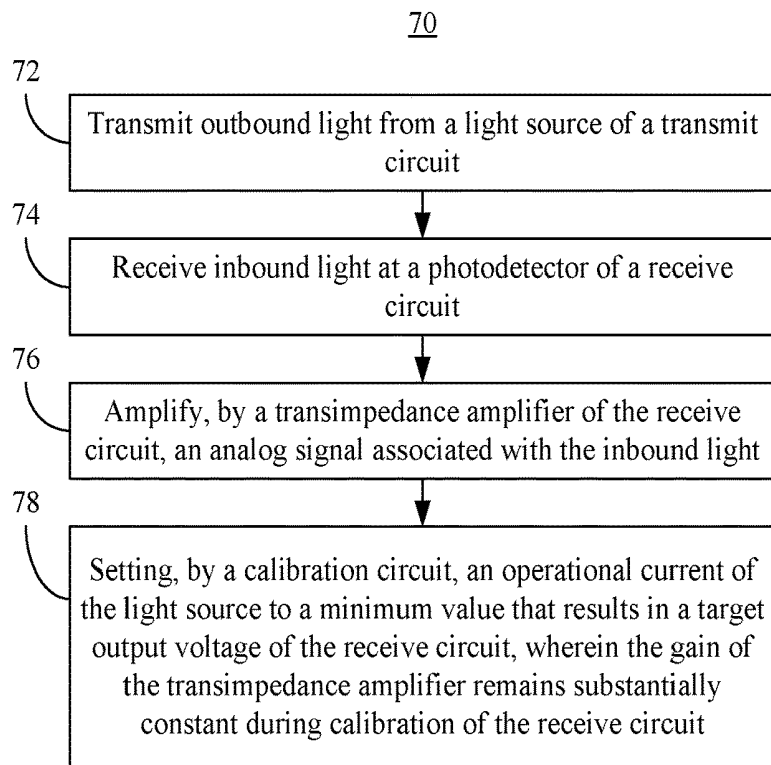 70
72
Transmit outbound light from a light source of a transmit
circuit
74
Receive inbound light at a photodetector of a receive
circuit
76
Amplify, by a transimpedance amplifier of the receive
circuit, an analog signal associated with the inbound light
78
Setting, by a calibration circuit, an operational current of
the light source to a minimum value that results in a target
output voltage of the receive circuit, wherein the gain of
the transimpedance amplifier remains substantially
constant during calibration of the receive circuit